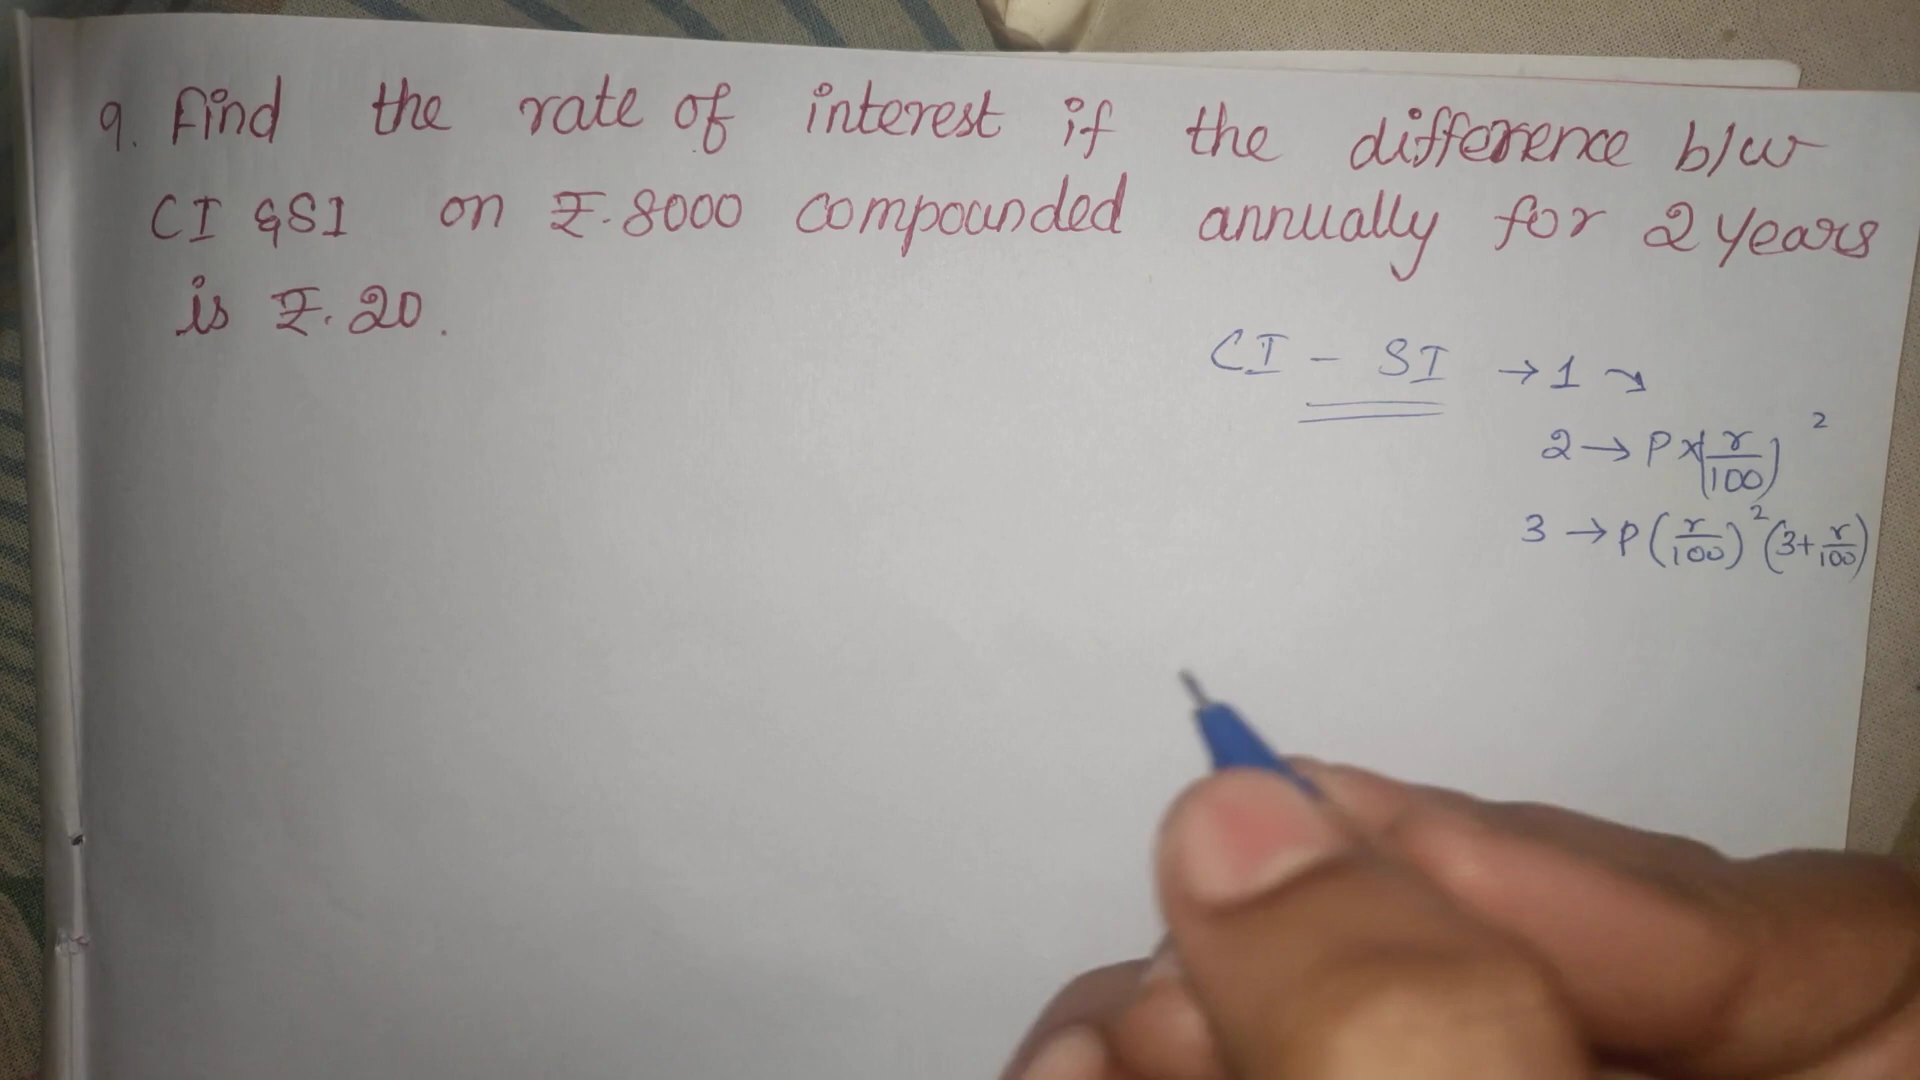 9. Find the rate of interest if the difference b/w
CI & SI on ₹. 8000 compounded annually for 2 years
is ₹. 20.
CI - SI → 1 ↘
2 → P×(r/100)²
3 → P(r/100)²(3+r/100)